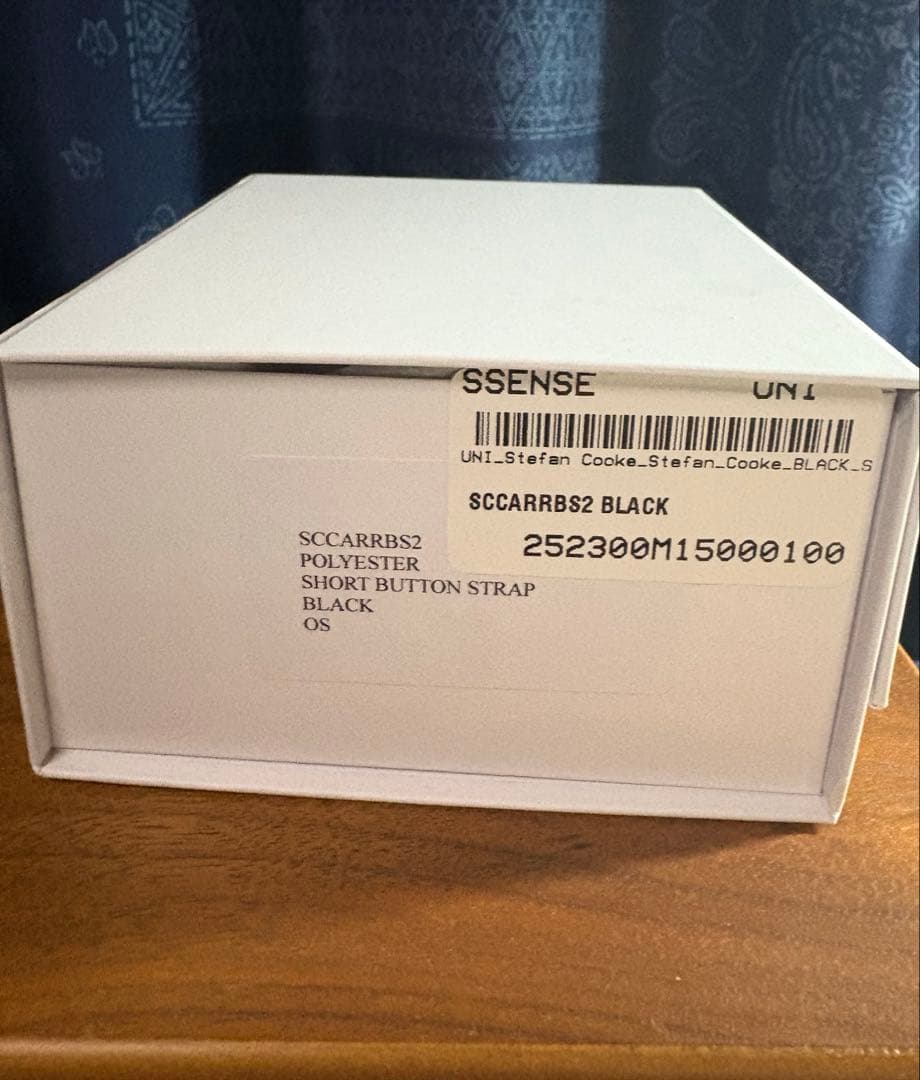 SSENSE UNI
UNI_Stefan Cooke_Stefan_Cooke_BLACK_S
SCCARRBS2 BLACK
252300M15000100
SCCARRBS2
POLYESTER
SHORT BUTTON STRAP
BLACK
OS